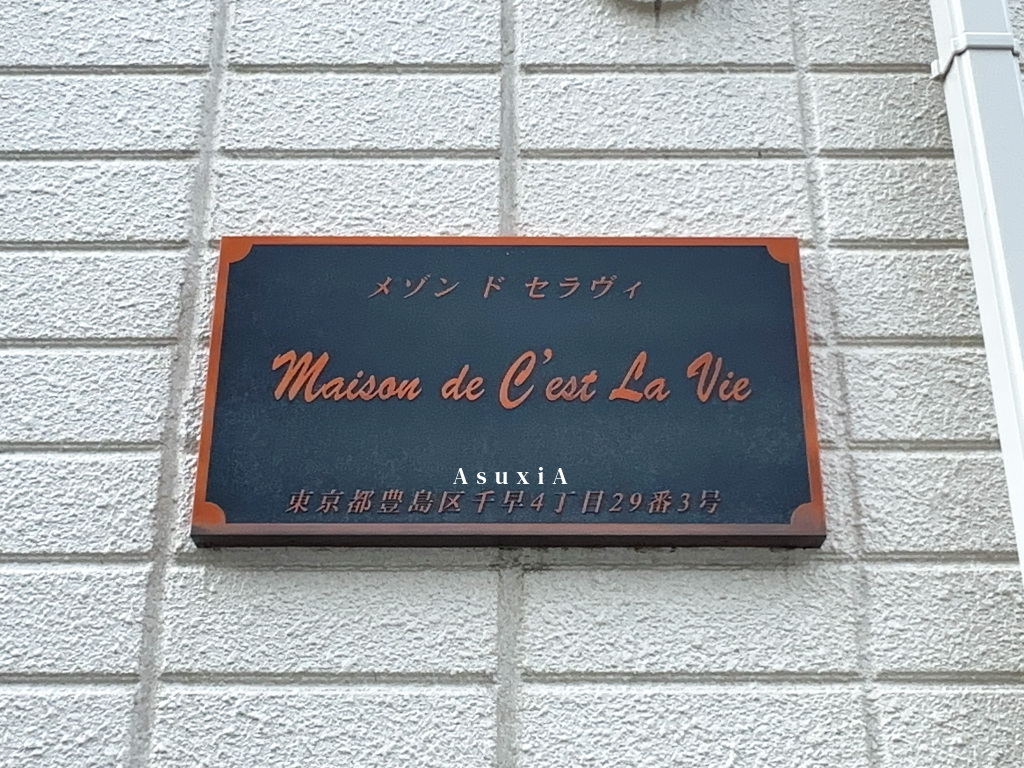 メゾン ド セラヴィ
Maison de C'est La Vie
AsuxiA
東京都豊島区千早4丁目29番3号